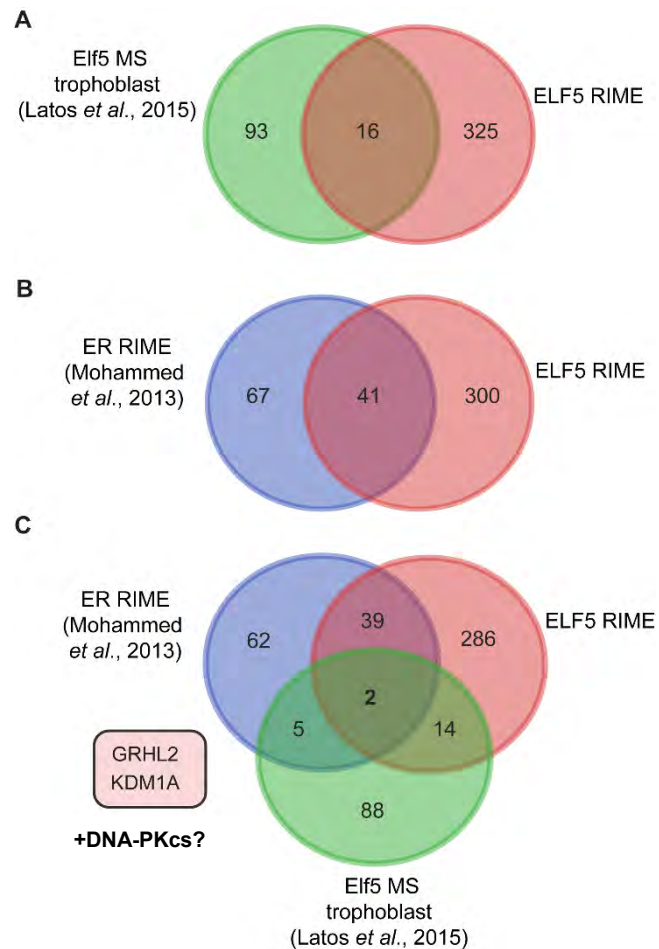 A
Elf5 MS
trophoblast
(Latos et al., 2015)
93
16
325
ELF5 RIME
B
ER RIME
(Mohammed
et al., 2013)
67
41
300
ELF5 RIME
C
ER RIME
(Mohammed
et al., 2013)
62
39
286
ELF5 RIME
2
5
14
88
GRHL2
KDM1A
+DNA-PKcs?
Elf5 MS
trophoblast
(Latos et al., 2015)